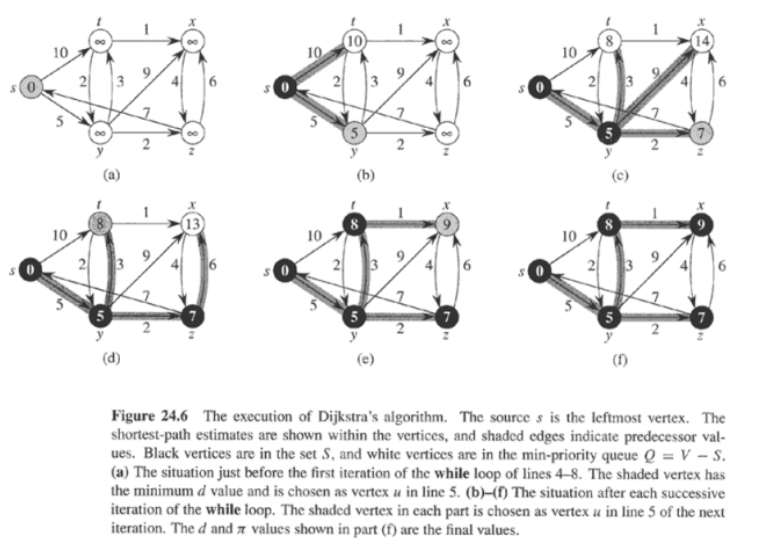 t x
1
∞ ∞
10
9
s 0 2 3 4 6
7
5
∞ ∞
2
y z
(a)
t x
1
10 ∞
10
9
s 0 2 3 4 6
7
5
5 ∞
2
y z
(b)
t x
1
8 14
10
9
s 0 2 3 4 6
7
5
5 7
2
y z
(c)
t x
1
8 13
10
9
s 0 2 3 4 6
7
5
5 7
2
y z
(d)
t x
1
8 9
10
9
s 0 2 3 4 6
7
5
5 7
2
y z
(e)
t x
1
8 9
10
9
s 0 2 3 4 6
7
5
5 7
2
y z
(f)
Figure 24.6 The execution of Dijkstra's algorithm. The source s is the leftmost vertex. The
shortest-path estimates are shown within the vertices, and shaded edges indicate predecessor val-
ues. Black vertices are in the set S, and white vertices are in the min-priority queue Q = V − S.
(a) The situation just before the first iteration of the while loop of lines 4–8. The shaded vertex has
the minimum d value and is chosen as vertex u in line 5. (b)–(f) The situation after each successive
iteration of the while loop. The shaded vertex in each part is chosen as vertex u in line 5 of the next
iteration. The d and π values shown in part (f) are the final values.